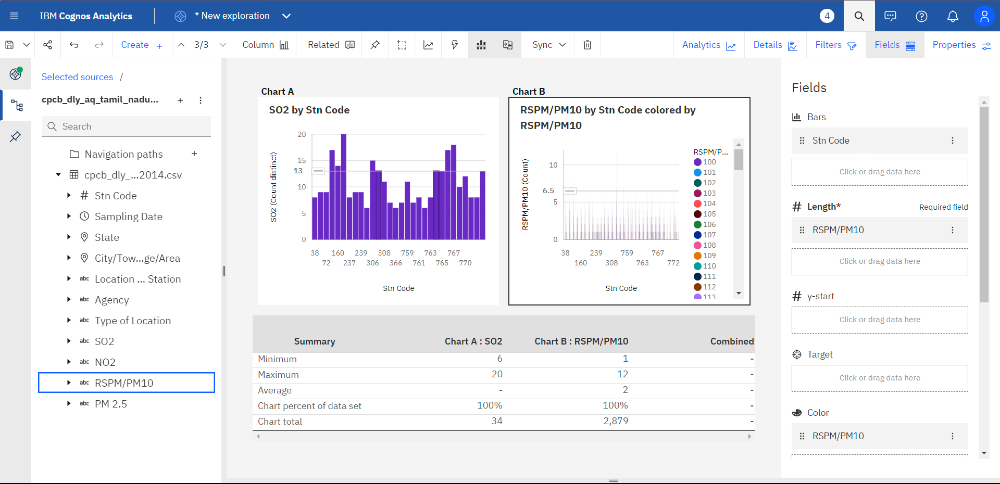 IBM Cognos Analytics
* New exploration
4
Create +
3/3
Column
Related
Sync
Analytics
Details
Filters
Fields
Properties
Selected sources /
cpcb_dly_aq_tamil_nadu...
Search
Navigation paths
cpcb_dly_...2014.csv
# Stn Code
Sampling Date
State
City/Tow...ge/Area
abc Location ... Station
abc Agency
abc Type of Location
abc SO2
abc NO2
abc RSPM/PM10
abc PM 2.5
Chart A
SO2 by Stn Code
SO2 (Count distinct)
20
15
13
10
5
0
38 160 239 308 759 763 767
72 237 306 366 761 765 770
Stn Code
Chart B
RSPM/PM10 by Stn Code colored by
RSPM/PM10
RSPM/PM10 (Count)
10
6.5
5
0
38 239 759 767
160 308 763 772
Stn Code
RSPM/P...
100
101
102
103
104
105
106
107
108
109
110
111
112
113
Summary Chart A : SO2 Chart B : RSPM/PM10 Combined
Minimum 6 1 -
Maximum 20 12 -
Average - 2 -
Chart percent of data set 100% 100% -
Chart total 34 2,879 -
Fields
Bars
Stn Code
Click or drag data here
# Length* Required field
RSPM/PM10
Click or drag data here
# y-start
Click or drag data here
Target
Click or drag data here
Color
RSPM/PM10